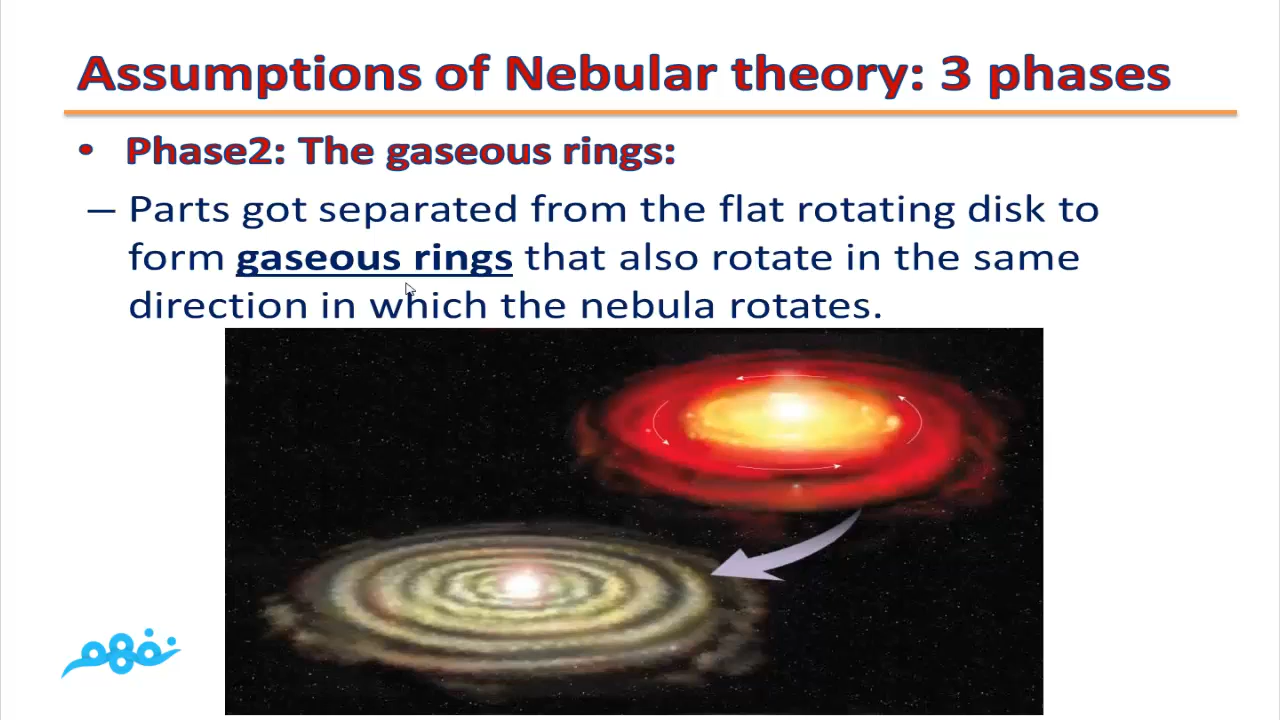 Assumptions of Nebular theory: 3 phases
• Phase2: The gaseous rings:
– Parts got separated from the flat rotating disk to
form gaseous rings that also rotate in the same
direction in which the nebula rotates.
نفهم